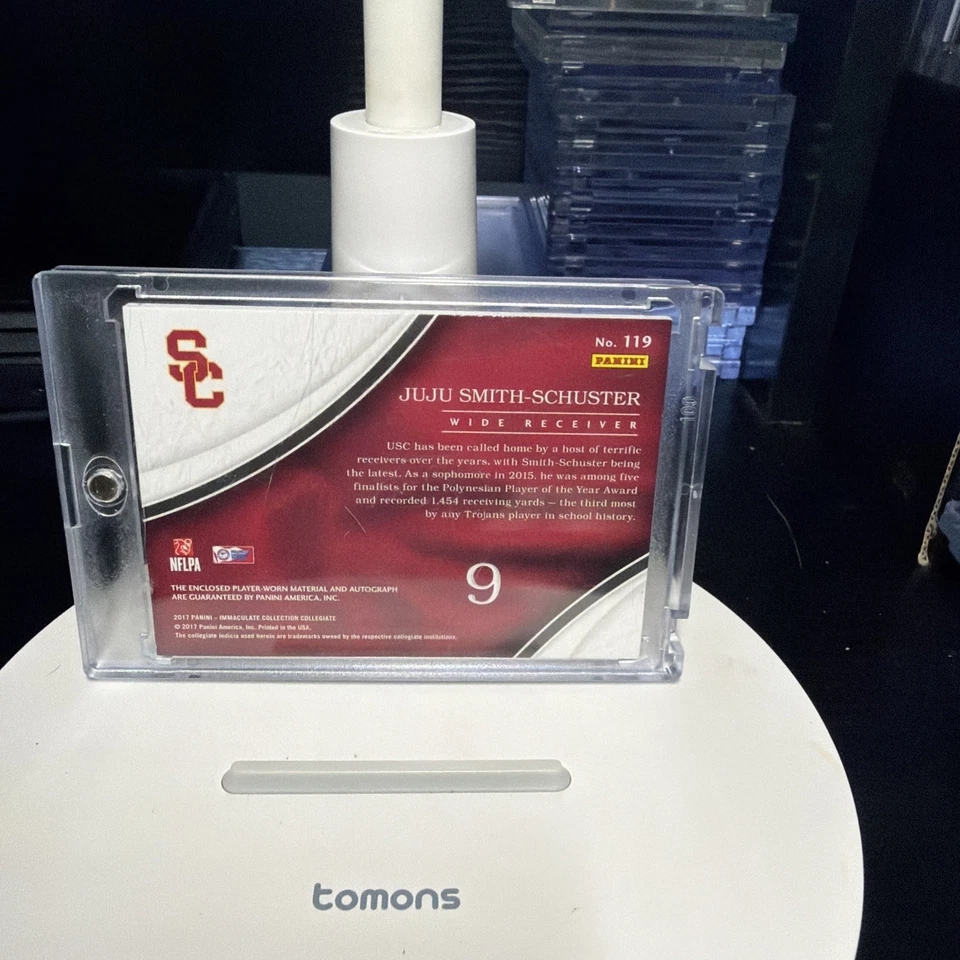 SC
No. 119
PANINI
JUJU SMITH-SCHUSTER
WIDE RECEIVER
USC has been called home by a host of terrific
receivers over the years, with Smith-Schuster being
the latest. As a sophomore in 2015, he was among five
finalists for the Polynesian Player of the Year Award
and recorded 1,454 receiving yards — the third most
by any Trojans player in school history.
9
NFLPA
THE ENCLOSED PLAYER-WORN MATERIAL AND AUTOGRAPH
ARE GUARANTEED BY PANINI AMERICA, INC.
2017 PANINI – IMMACULATE COLLECTION COLLEGIATE
© 2017 Panini America, Inc. Printed in the USA.
The collegiate indicia used herein are trademarks owned by the respective collegiate institutions.
tomons